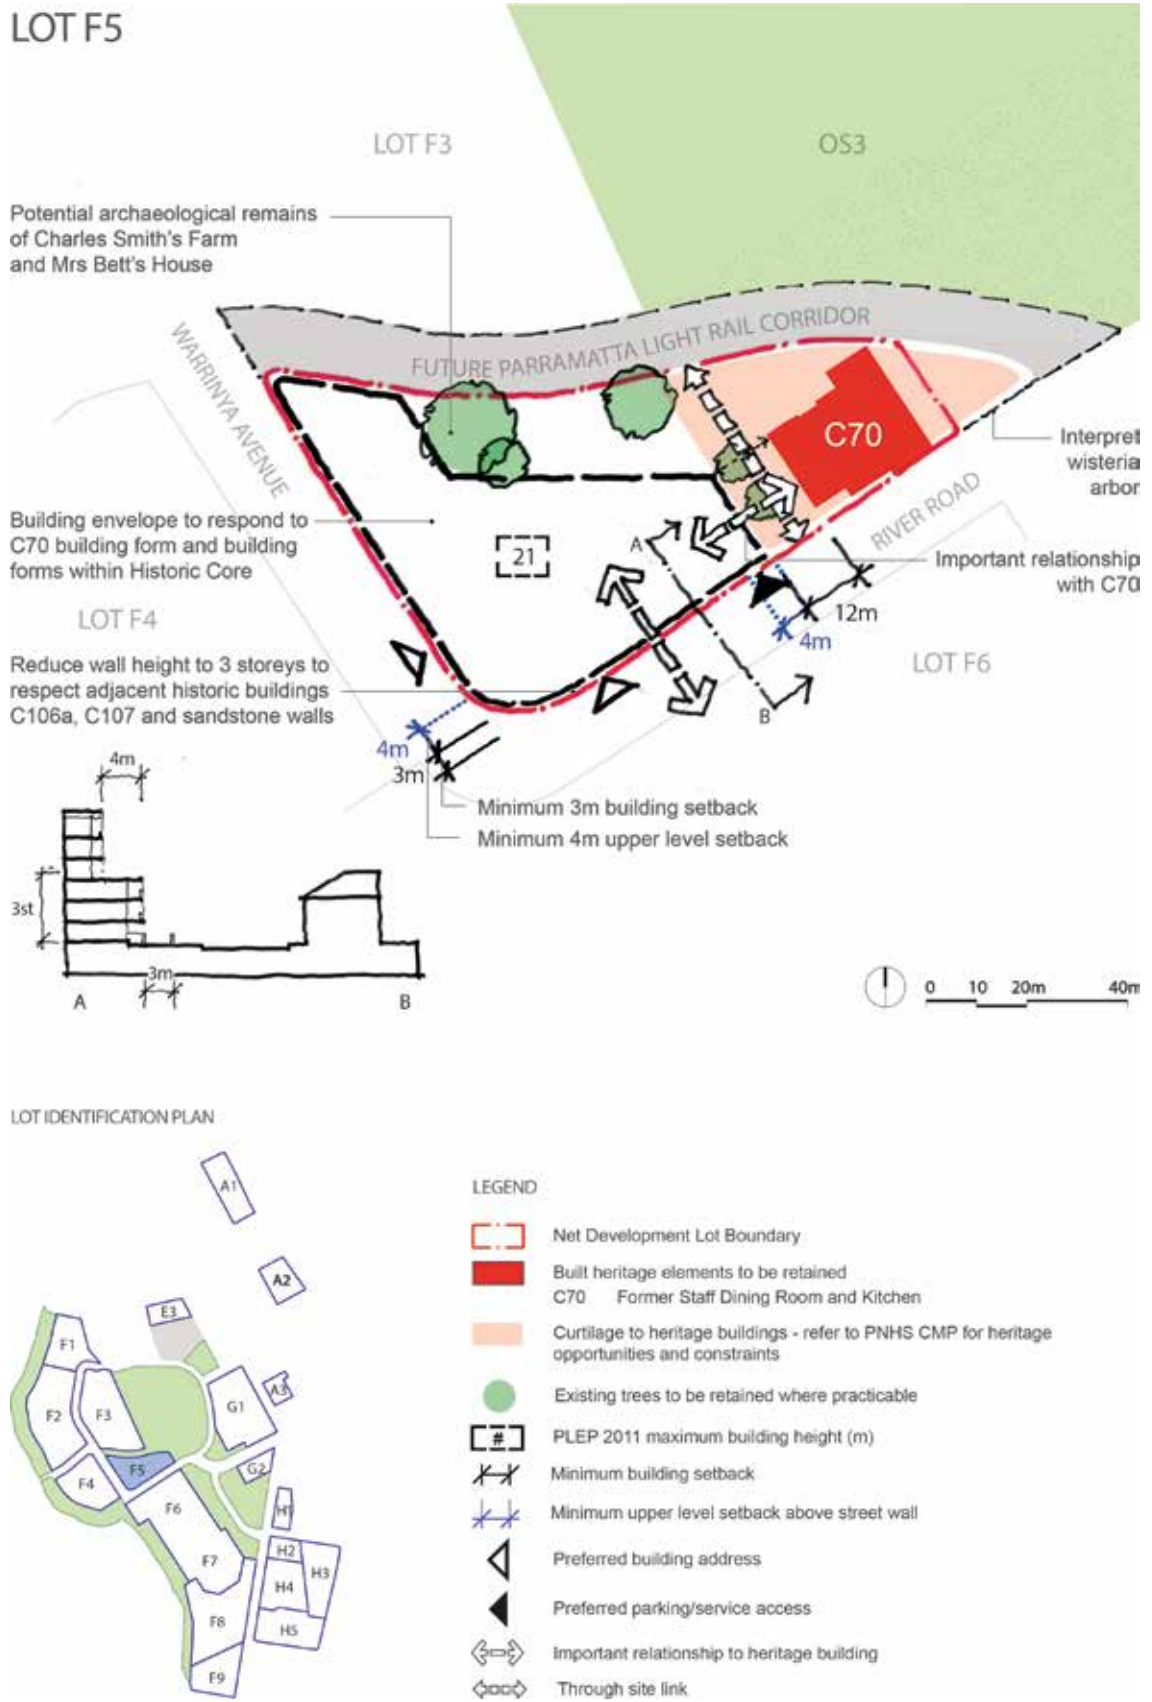 LOT F5
LOT F3
OS3
Potential archaeological remains
of Charles Smith's Farm
and Mrs Bett's House
WARRINYA AVENUE
FUTURE PARRAMATTA LIGHT RAIL CORRIDOR
C70
Interpret
wisteria
arbor
RIVER ROAD
Building envelope to respond to
C70 building form and building
forms within Historic Core
21
A
Important relationship
with C70
12m
4m
LOT F4
LOT F6
Reduce wall height to 3 storeys to
respect adjacent historic buildings
C106a, C107 and sandstone walls
B
4m
3m
4m
Minimum 3m building setback
Minimum 4m upper level setback
3st
3m
A
B
0 10 20m 40m
LOT IDENTIFICATION PLAN
A1
A2
E3
F1
A3
F2
F3
G1
F5
G2
F4
F6
H1
H2
F7
H3
H4
F8
H5
F9
LEGEND
Net Development Lot Boundary
Built heritage elements to be retained
C70 Former Staff Dining Room and Kitchen
Curtilage to heritage buildings - refer to PNHS CMP for heritage
opportunities and constraints
Existing trees to be retained where practicable
# PLEP 2011 maximum building height (m)
Minimum building setback
Minimum upper level setback above street wall
Preferred building address
Preferred parking/service access
Important relationship to heritage building
Through site link